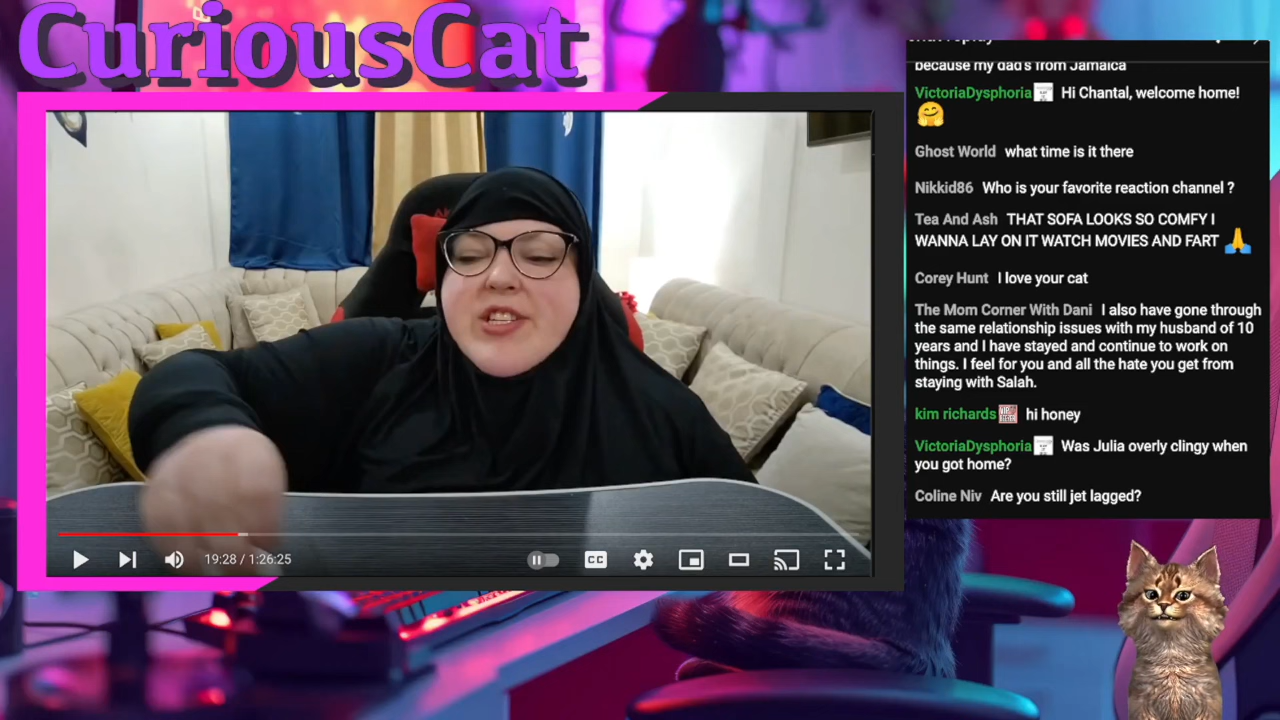 CuriousCat
because my dad's from Jamaica
VictoriaDysphoria Hi Chantal, welcome home!
Ghost World what time is it there
Nikkid86 Who is your favorite reaction channel ?
Tea And Ash THAT SOFA LOOKS SO COMFY I
WANNA LAY ON IT WATCH MOVIES AND FART
Corey Hunt I love your cat
The Mom Corner With Dani I also have gone through
the same relationship issues with my husband of 10
years and I have stayed and continue to work on
things. I feel for you and all the hate you get from
staying with Salah.
kim richards hi honey
VictoriaDysphoria Was Julia overly clingy when
you got home?
Coline Niv Are you still jet lagged?
19:28 / 1:26:25
CC